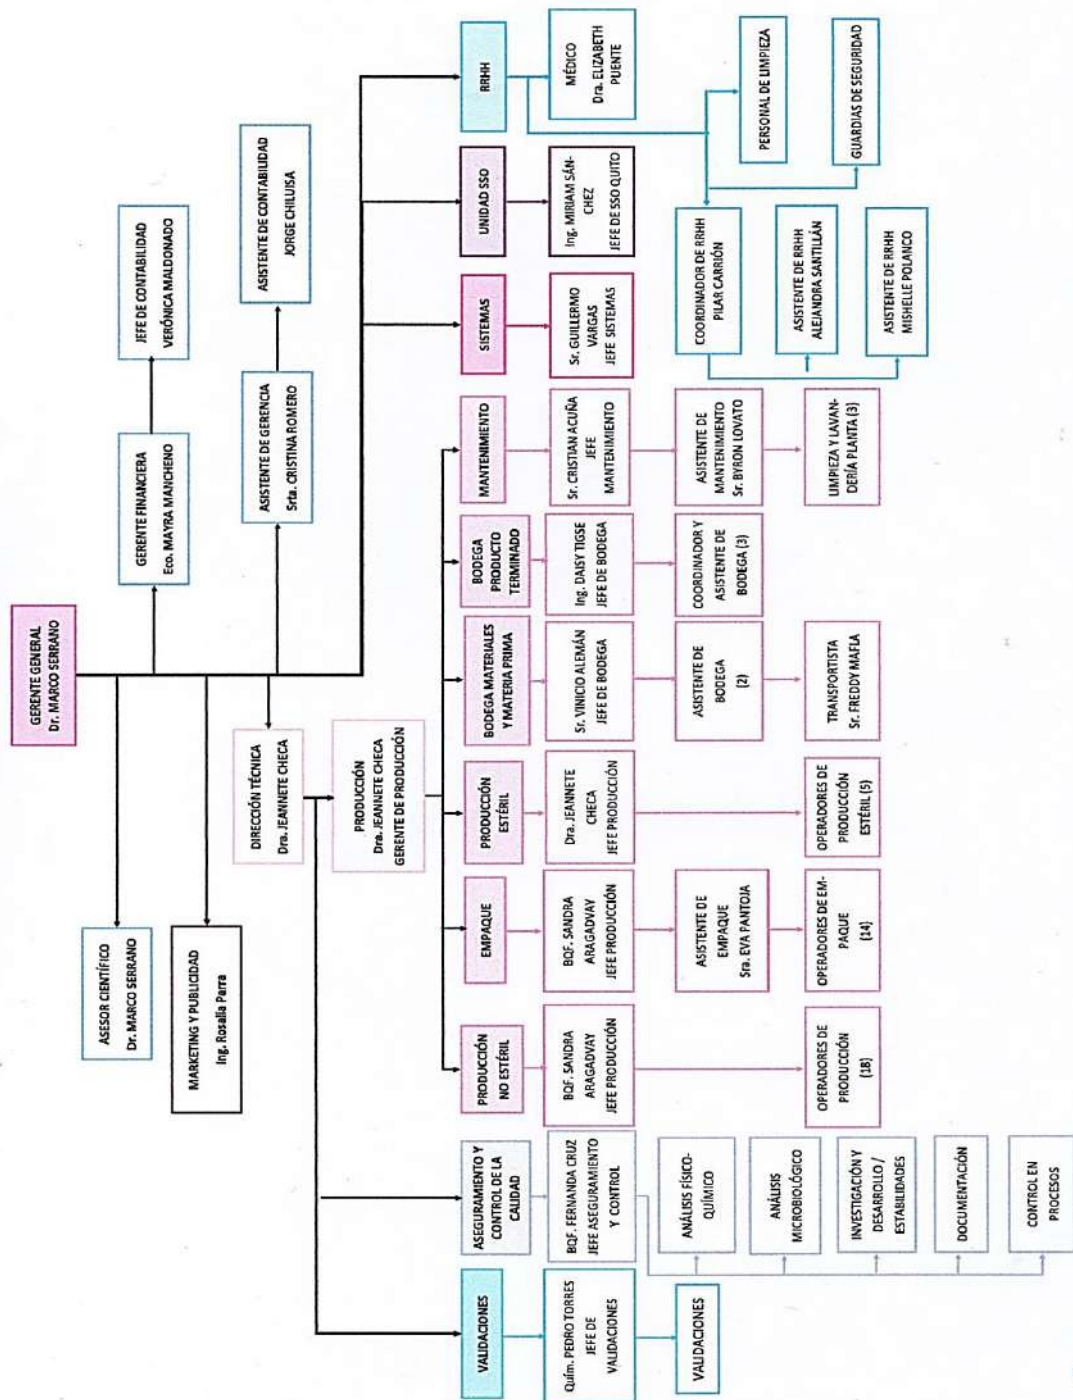 GERENTE GENERAL
Dr. MARCO SERRANO
ASESOR CIENTÍFICO
Dr. MARCO SERRANO
GERENTE FINANCIERA
Eco. MAYRA MANCHENO
JEFE DE CONTABILIDAD
VERÓNICA MALDONADO
MARKETING Y PUBLICIDAD
Ing. Rosalia Parra
DIRECCIÓN TÉCNICA
Dra. JEANNETE CHECA
ASISTENTE DE GERENCIA
Srta. CRISTINA ROMERO
ASISTENTE DE CONTABILIDAD
JORGE CHILUISA
PRODUCCIÓN
Dra. JEANNETE CHECA
GERENTE DE PRODUCCIÓN
VALIDACIONES
Quím. PEDRO TORRES
JEFE DE
VALIDACIONES
VALIDACIONES
ASEGURAMIENTO Y
CONTROL DE LA
CALIDAD
BQF. FERNANDA CRUZ
JEFE ASEGURAMIENTO
Y CONTROL
ANÁLISIS FÍSICO-
QUÍMICO
ANÁLISIS
MICROBIOLÓGICO
INVESTIGACIÓN Y
DESARROLLO /
ESTABILIDADES
DOCUMENTACIÓN
CONTROL EN
PROCESOS
PRODUCCIÓN
NO ESTÉRIL
BQF. SANDRA
ARAGADVAY
JEFE PRODUCCIÓN
OPERADORES DE
PRODUCCIÓN
(18)
EMPAQUE
BQF. SANDRA
ARAGADVAY
JEFE PRODUCCIÓN
ASISTENTE DE
EMPAQUE
Sra. EVA PANTOJA
OPERADORES DE EM-
PAQUE
(14)
PRODUCCIÓN
ESTÉRIL
Dra. JEANNETE
CHECA
JEFE PRODUCCIÓN
OPERADORES DE
PRODUCCIÓN
ESTÉRIL (5)
BODEGA MATERIALES
Y MATERIA PRIMA
Sr. VINICIO ALEMÁN
JEFE DE BODEGA
ASISTENTE DE
BODEGA
(2)
TRANSPORTISTA
Sr. FREDDY MAFLA
BODEGA
PRODUCTO
TERMINADO
Ing. DAISY TIGSE
JEFE DE BODEGA
COORDINADOR Y
ASISTENTE DE
BODEGA (3)
MANTENIMIENTO
Sr. CRISTIAN ACUÑA
JEFE
MANTENIMIENTO
ASISTENTE DE
MANTENIMIENTO
Sr. BYRON LOVATO
LIMPIEZA Y LAVAN-
DERÍA PLANTA (3)
SISTEMAS
Sr. GUILLERMO
VARGAS
JEFE SISTEMAS
UNIDAD SSO
Ing. MIRIAM SÁN-
CHEZ
JEFE DE SSO QUITO
RRHH
MÉDICO
Dra. ELIZABETH
PUENTE
COORDINADOR DE RRHH
PILAR CARRIÓN
PERSONAL DE LIMPIEZA
ASISTENTE DE RRHH
ALEJANDRA SANTILLÁN
GUARDIAS DE SEGURIDAD
ASISTENTE DE RRHH
MISHELLE POLANCO